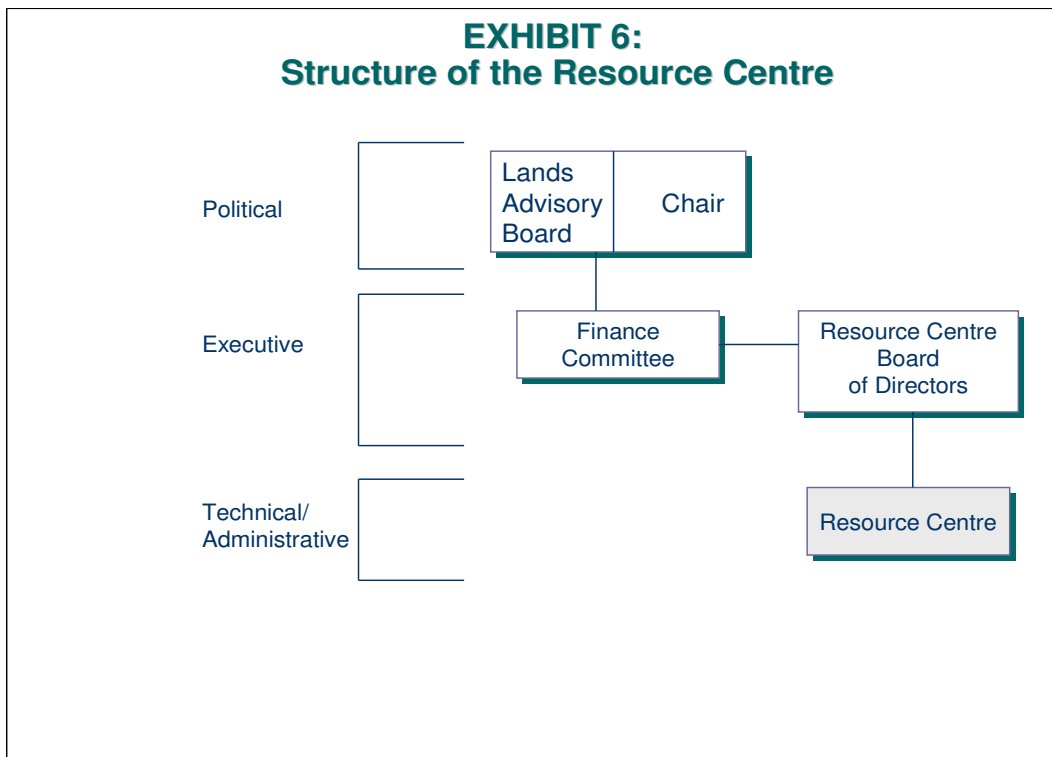 EXHIBIT 6:
Structure of the Resource Centre
Political
Lands
Advisory
Board
Chair
Executive
Finance
Committee
Resource Centre
Board
of Directors
Technical/
Administrative
Resource Centre